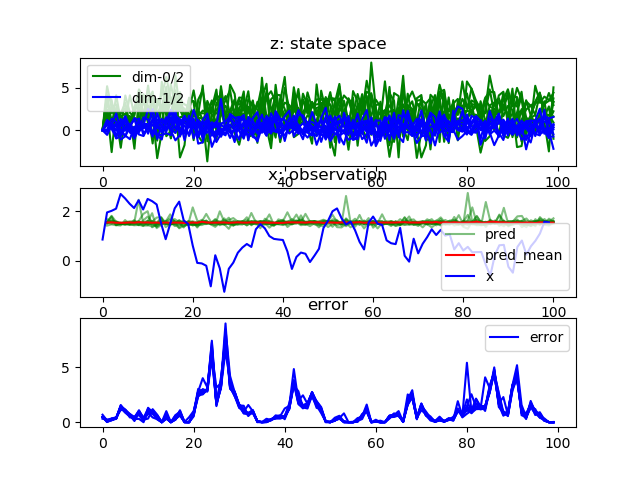 z: state space
dim-0/2
dim-1/2
5
0
0 20 40 60 80 100
x: observation
2
0
pred
pred_mean
x
0 20 40 60 80 100
error
5
0
error
0 20 40 60 80 100